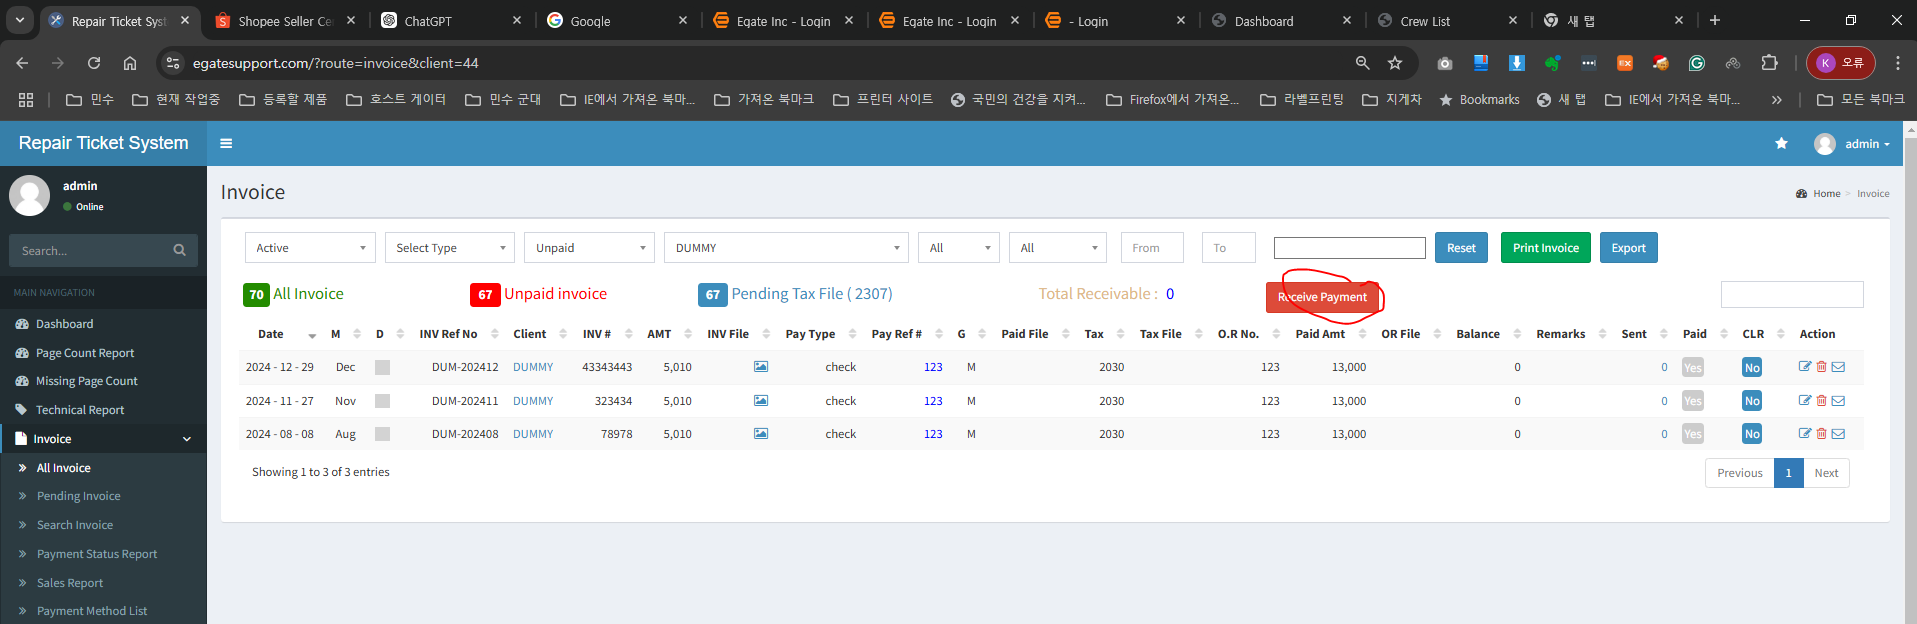 Repair Ticket Syst
Shopee Seller Ce
ChatGPT
Google
Egate Inc - Login
Egate Inc - Login
- Login
Dashboard
Crew List
새 탭
egatesupport.com/?route=invoice&client=44
K 오류
민수
현재 작업중
등록할 제품
호스트 게이터
민수 군대
IE에서 가져온 북마...
가져온 북마크
프린터 사이트
국민의 건강을 지켜...
Firefox에서 가져온...
라벨프린팅
지게차
Bookmarks
새 탭
IE에서 가져온 북마...
모든 북마크
Repair Ticket System
admin
admin
Online
Search...
MAIN NAVIGATION
Dashboard
Page Count Report
Missing Page Count
Technical Report
Invoice
All Invoice
Pending Invoice
Search Invoice
Payment Status Report
Sales Report
Payment Method List
Invoice
Home > Invoice
Active Select Type Unpaid DUMMY All All From To Reset Print Invoice Export
70 All Invoice 67 Unpaid invoice 67 Pending Tax File ( 2307) Total Receivable : 0 Receive Payment
Date M D INV Ref No Client INV # AMT INV File Pay Type Pay Ref # G Paid File Tax Tax File O.R No. Paid Amt OR File Balance Remarks Sent Paid CLR Action
2024 - 12 - 29 Dec DUM-202412 DUMMY 43343443 5,010 check 123 M 2030 123 13,000 0 0 Yes No
2024 - 11 - 27 Nov DUM-202411 DUMMY 323434 5,010 check 123 M 2030 123 13,000 0 0 Yes No
2024 - 08 - 08 Aug DUM-202408 DUMMY 78978 5,010 check 123 M 2030 123 13,000 0 0 Yes No
Showing 1 to 3 of 3 entries
Previous 1 Next